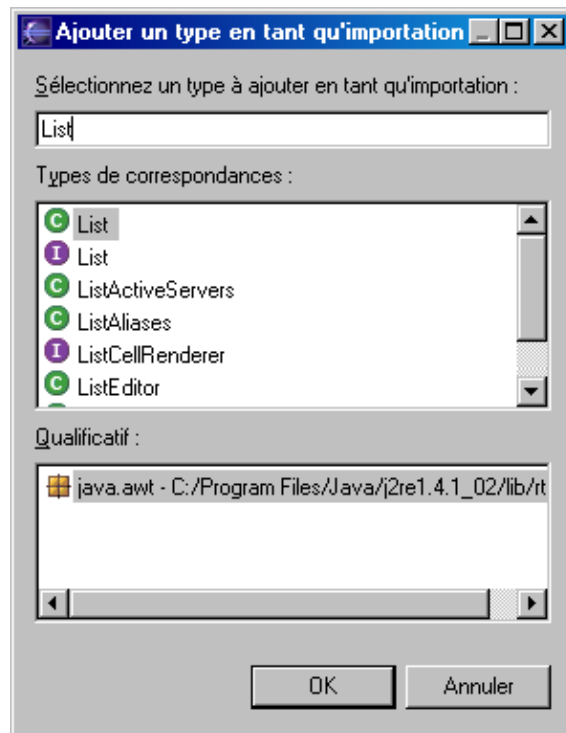 Ajouter un type en tant qu'importation
Sélectionnez un type à ajouter en tant qu'importation :
List
Types de correspondances :
C List
I List
C ListActiveServers
C ListAliases
I ListCellRenderer
C ListEditor
Qualificatif :
java.awt - C:/Program Files/Java/j2re1.4.1_02/lib/rt
OK Annuler